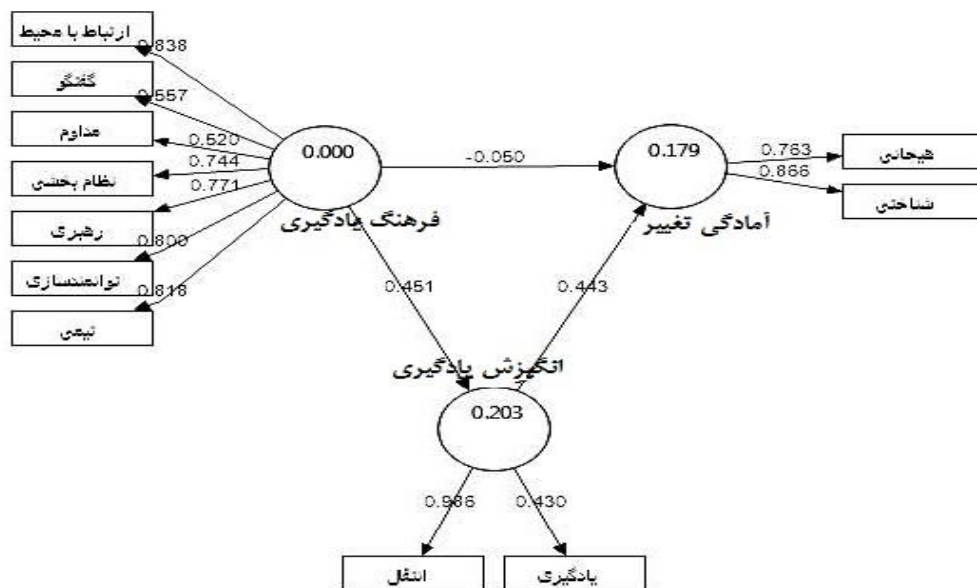 ارتباط با محیط
0.838
گفتگو
0.557
مداوم
0.520
نظام بخشی
0.744
رهبری
0.771
توانمندسازی
0.800
تیمی
0.818
0.000
فرهنگ یادگیری
-0.050
0.179
آمادگی تغییر
0.763
هیجانی
0.866
شناختی
0.451
0.443
انگیزش یادگیری
0.203
0.986
0.430
انتقال
یادگیری